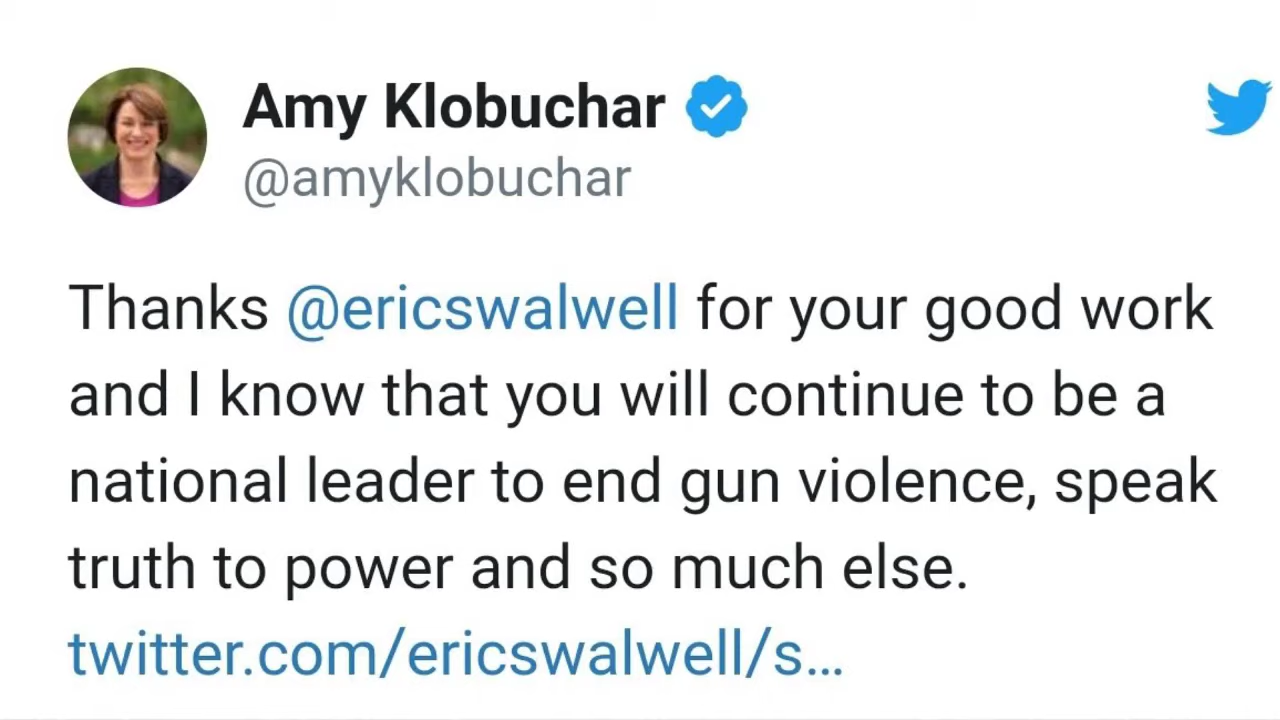 Amy Klobuchar
@amyklobuchar
Thanks @ericswalwell for your good work
and I know that you will continue to be a
national leader to end gun violence, speak
truth to power and so much else.
twitter.com/ericswalwell/s...